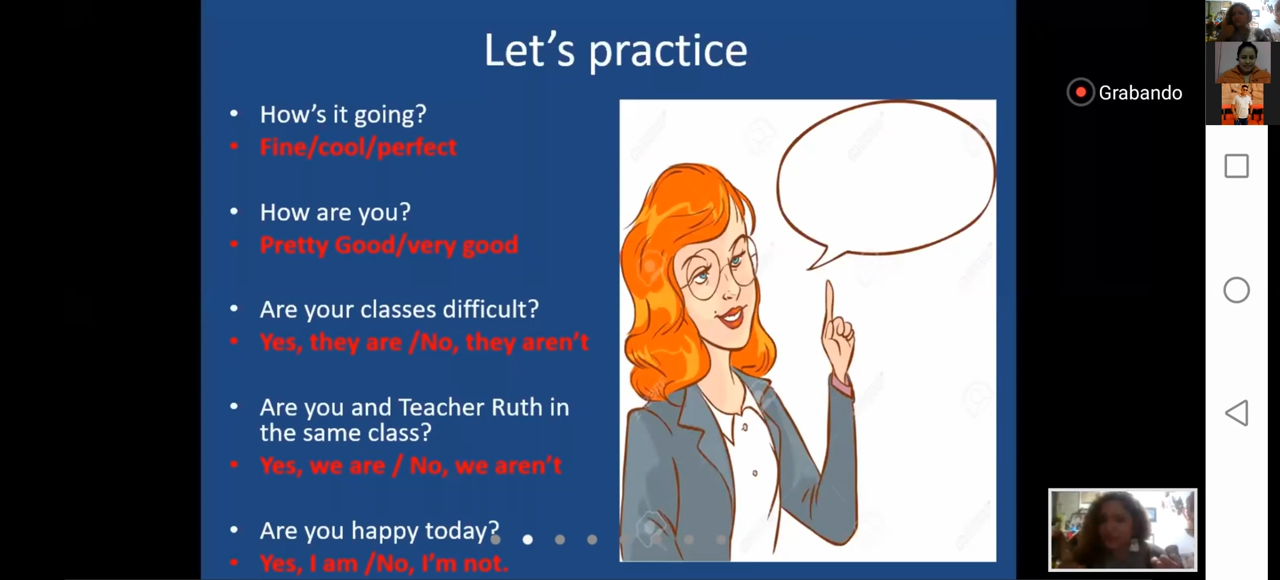 Let's practice
• How's it going?
• Fine/cool/perfect
• How are you?
• Pretty Good/very good
• Are your classes difficult?
• Yes, they are /No, they aren't
• Are you and Teacher Ruth in
the same class?
• Yes, we are / No, we aren't
• Are you happy today?
• Yes, I am /No, I'm not.
Grabando